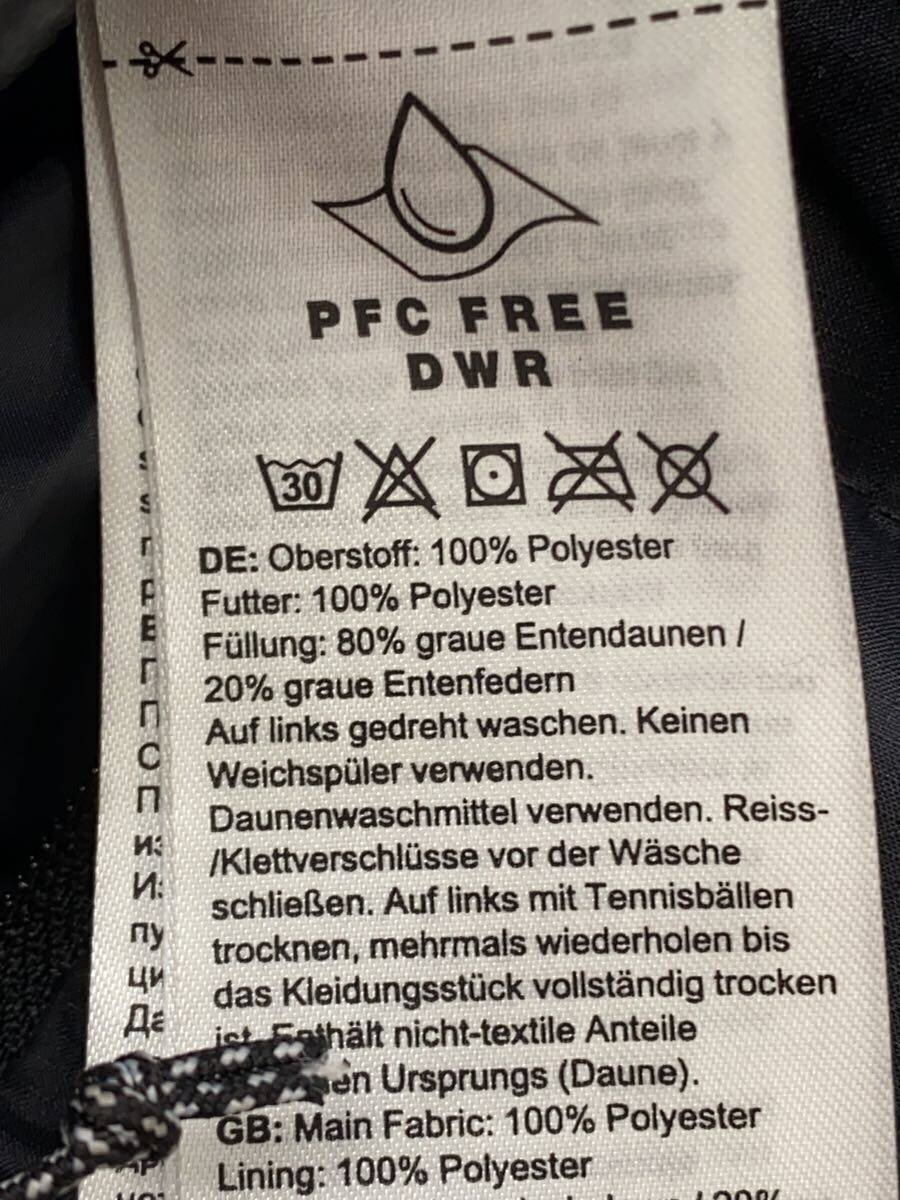 PFC FREE
DWR
30
DE: Oberstoff: 100% Polyester
Futter: 100% Polyester
Füllung: 80% graue Entendaunen /
20% graue Entenfedern
Auf links gedreht waschen. Keinen
Weichspüler verwenden.
Daunenwaschmittel verwenden. Reiss-
/Klettverschlüsse vor der Wäsche
schließen. Auf links mit Tennisbällen
trocknen, mehrmals wiederholen bis
das Kleidungsstück vollständig trocken
ist. Enthält nicht-textile Anteile
Ursprungs (Daune).
GB: Main Fabric: 100% Polyester
Lining: 100% Polyester